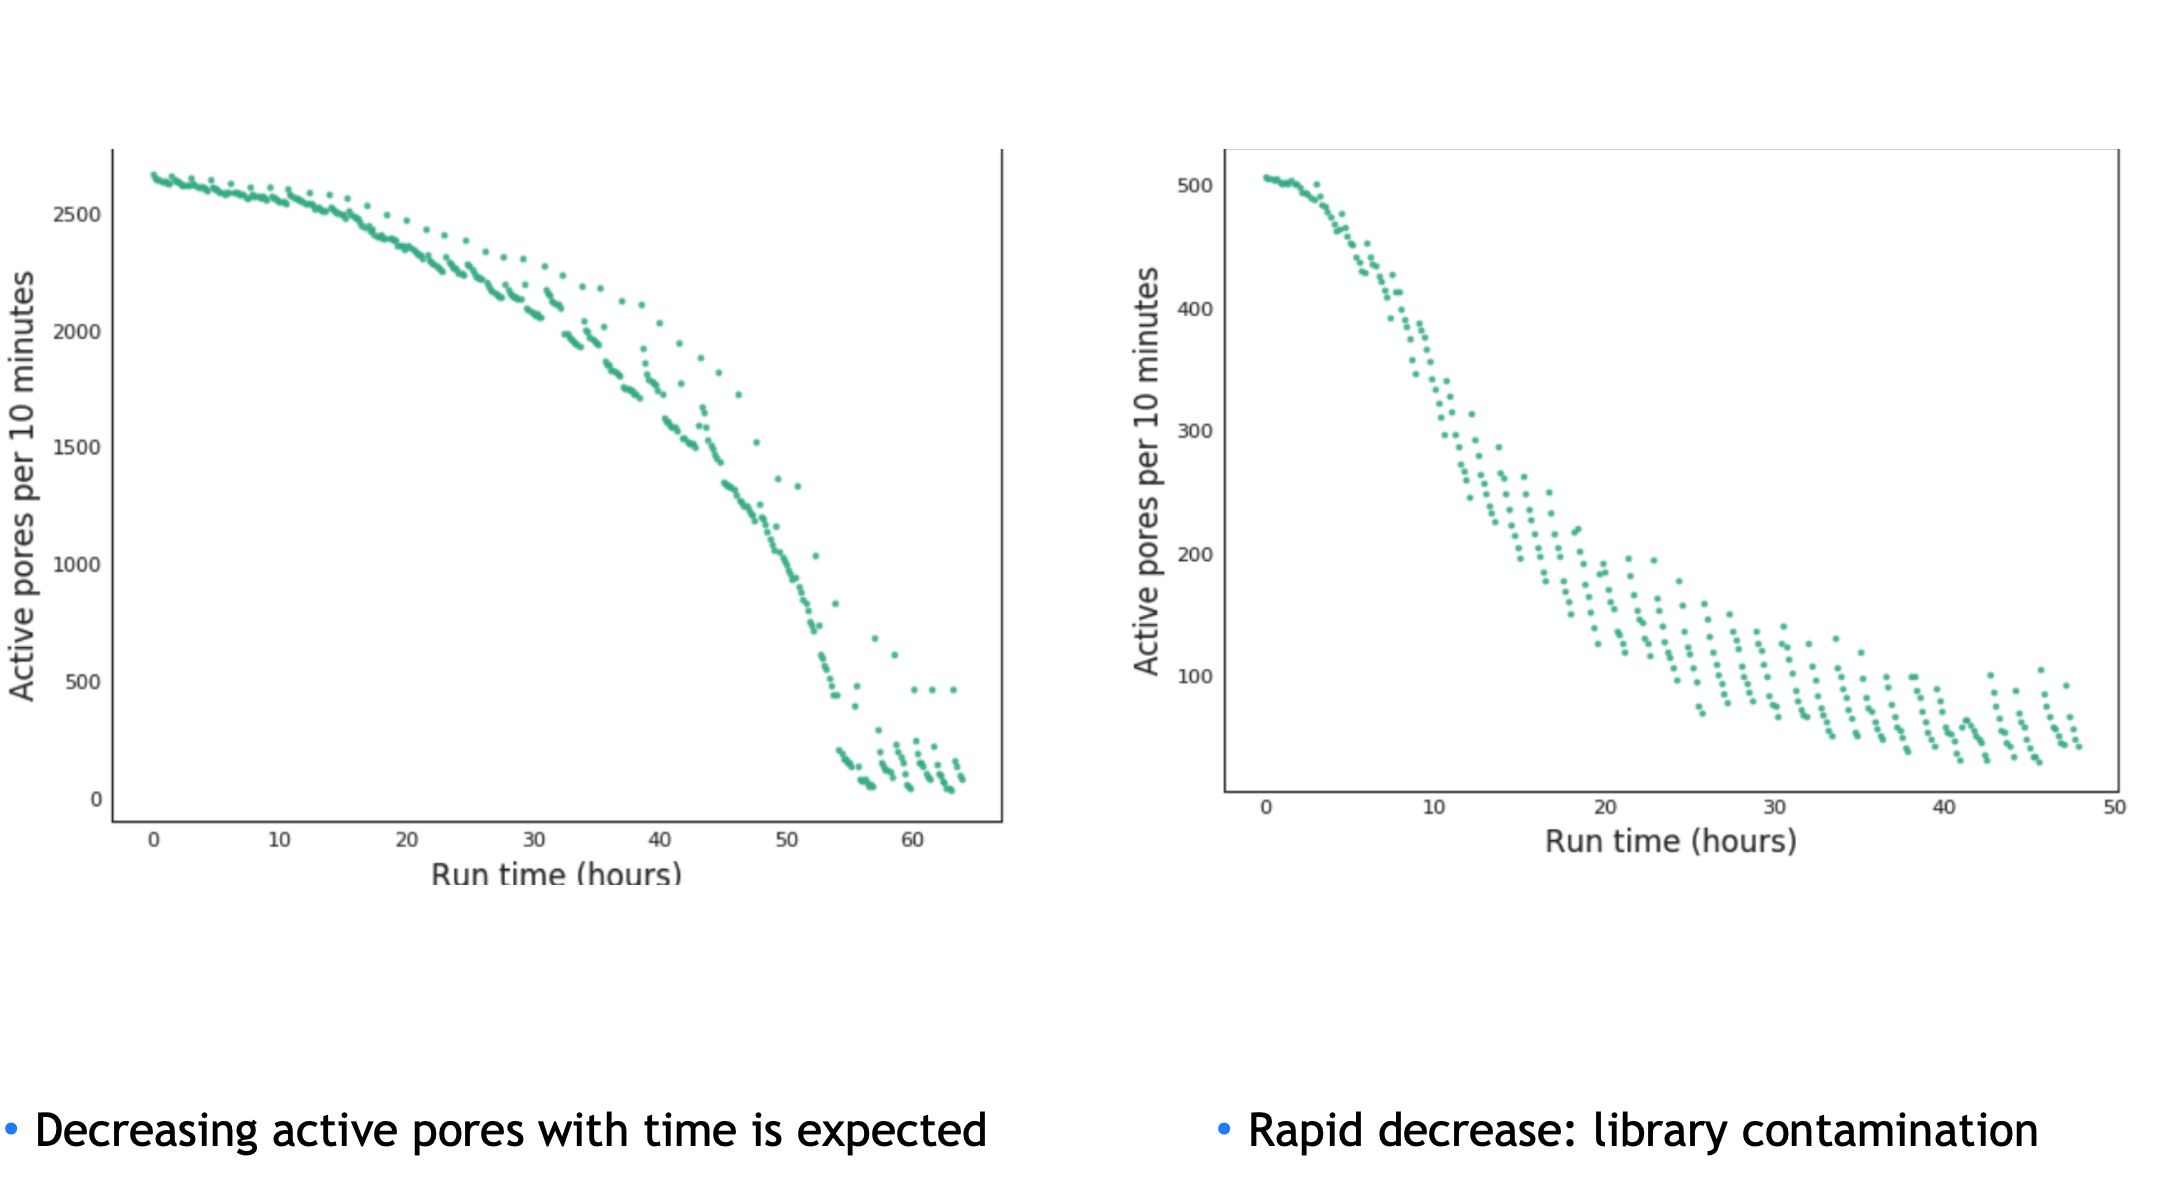 Active pores per 10 minutes
2500
2000
1500
1000
500
0
0 10 20 30 40 50 60
Run time (hours)
Active pores per 10 minutes
500
400
300
200
100
0 10 20 30 40 50
Run time (hours)
• Decreasing active pores with time is expected
• Rapid decrease: library contamination